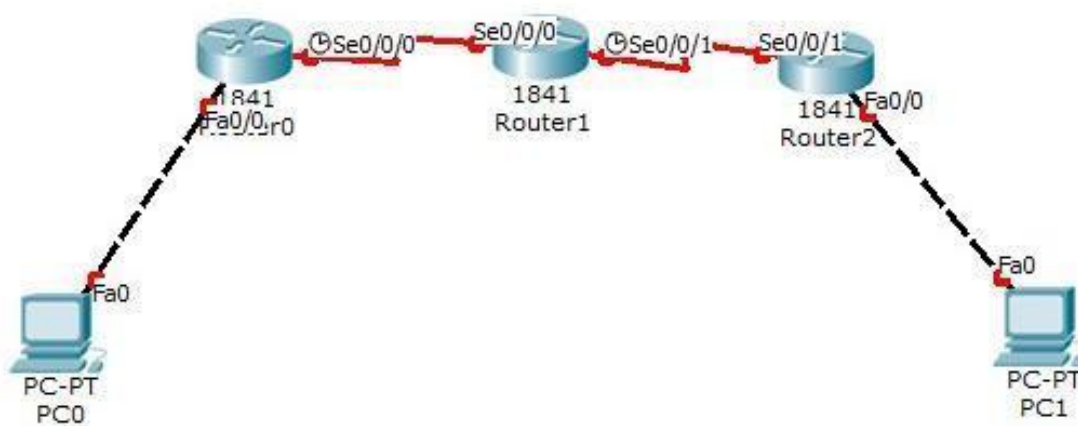 Se0/0/0
Se0/0/0
Se0/0/1
Se0/0/1
1841
Fa0/0
1841
Router1
1841
Router2
Fa0/0
Fa0
Fa0
PC-PT
PC0
PC-PT
PC1